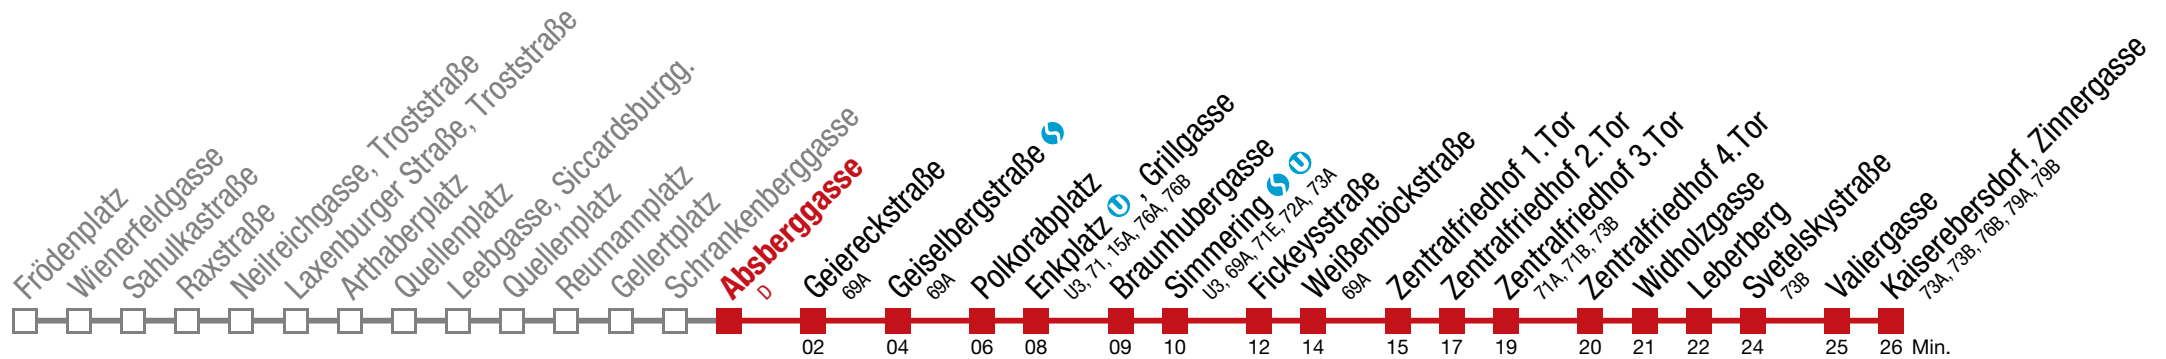 Frödenplatz
Wienerfeldgasse
Sahulkastraße
Raxstraße
Neilreichgasse, Troststraße
Laxenburger Straße, Troststraße
Arthaberplatz
Quellenplatz
Leebgasse, Siccardsburgg.
Quellenplatz
Reumannplatz
Gellertplatz
Schrankenberggasse
Absberggasse
D
Geiereckstraße
69A
Geiselbergstraße S
69A
Polkorabplatz
Enkplatz U , Grillgasse
U3, 71, 15A, 76A, 76B
Braunhubergasse
Simmering S U
U3, 69A, 71E, 72A, 73A
Fickeysstraße
Weißenböckstraße
69A
Zentralfriedhof 1.Tor
Zentralfriedhof 2.Tor
Zentralfriedhof 3.Tor
71A, 71B, 73B
Zentralfriedhof 4.Tor
Widholzgasse
Leberberg
Svetelskystraße
73B
Valiergasse
Kaiserebersdorf, Zinnergasse
73A, 73B, 76B, 79A, 79B
02 04 06 08 09 10 12 14 15 17 19 20 21 22 24 25 26 Min.